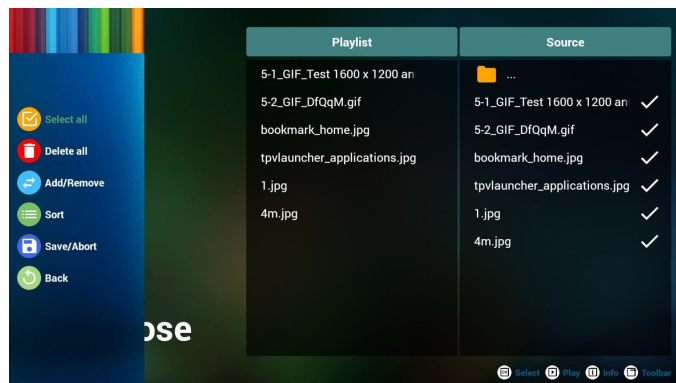 Playlist
Source
5-1_GIF_Test 1600 x 1200 an
5-2_GIF_DfQqM.gif
bookmark_home.jpg
tpvlauncher_applications.jpg
1.jpg
4m.jpg
...
5-1_GIF_Test 1600 x 1200 an
5-2_GIF_DfQqM.gif
bookmark_home.jpg
tpvlauncher_applications.jpg
1.jpg
4m.jpg
Select all
Delete all
Add/Remove
Sort
Save/Abort
Back
ose
Select Play Info Toolbar